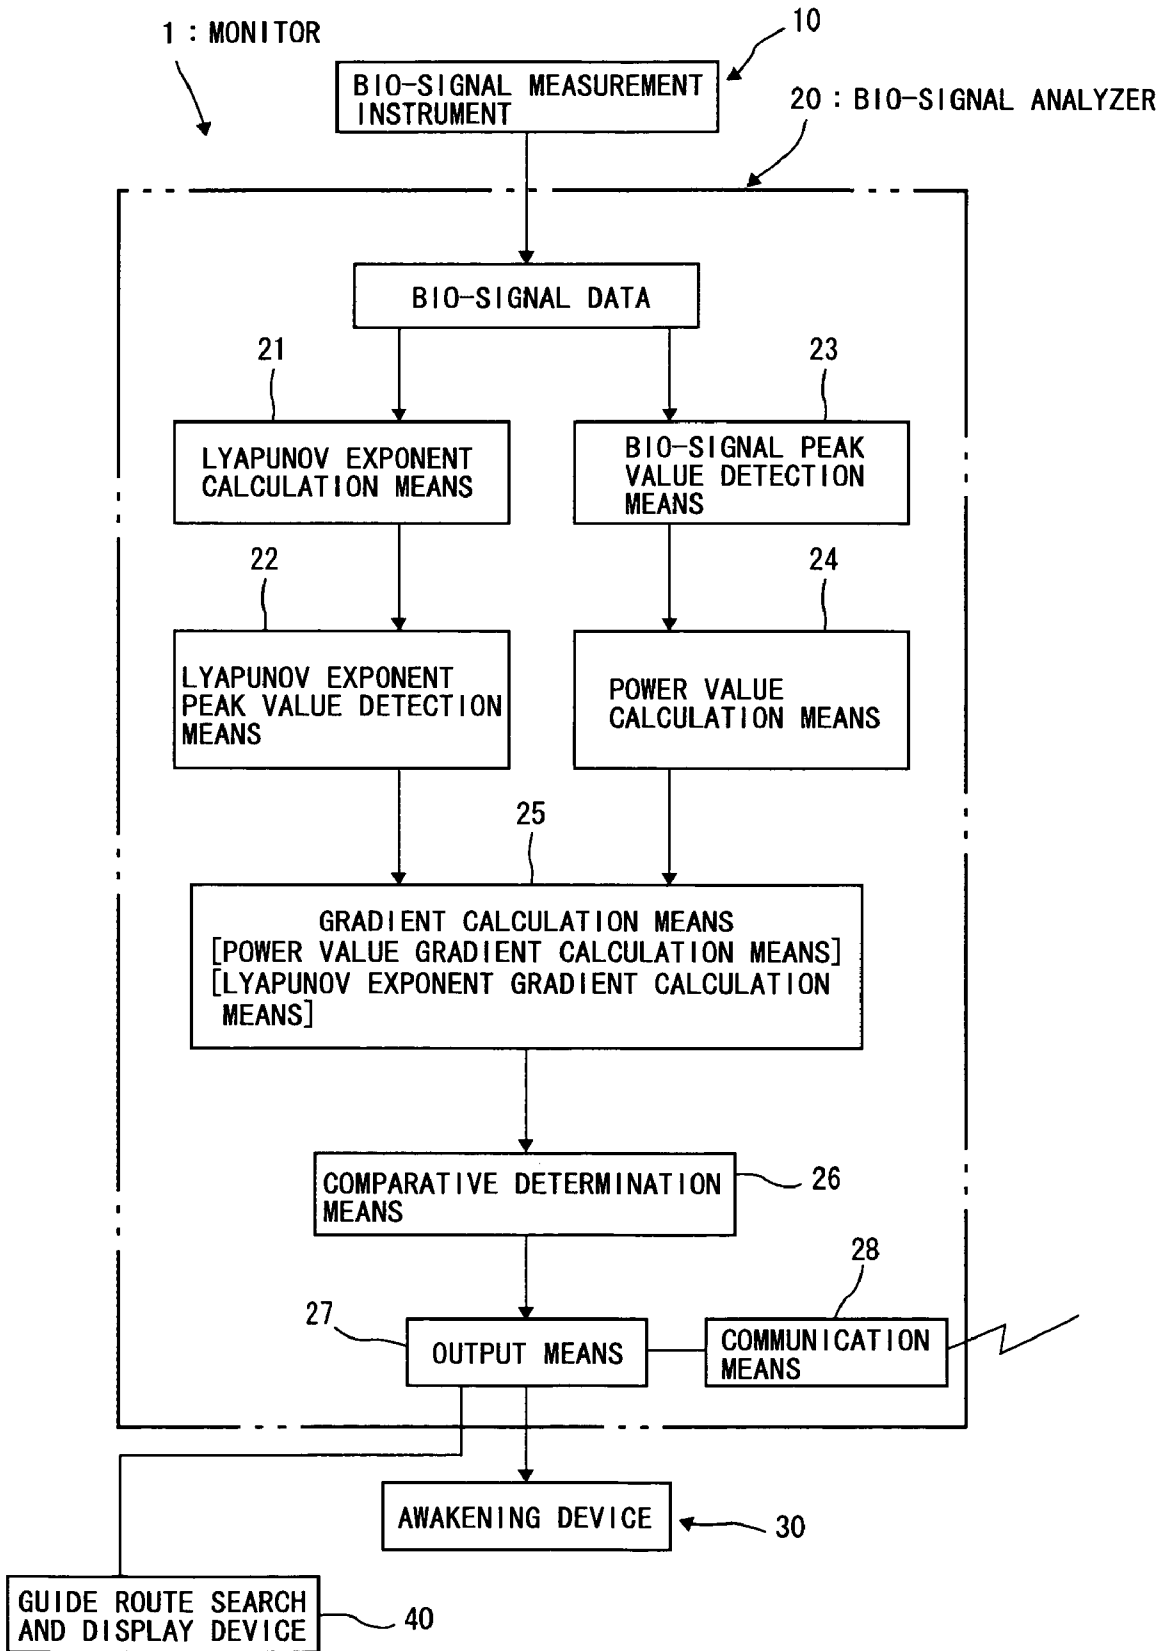 1 : MONITOR
10
BIO-SIGNAL MEASUREMENT
INSTRUMENT
20 : BIO-SIGNAL ANALYZER
BIO-SIGNAL DATA
21
23
LYAPUNOV EXPONENT
CALCULATION MEANS
BIO-SIGNAL PEAK
VALUE DETECTION
MEANS
22
24
LYAPUNOV EXPONENT
PEAK VALUE DETECTION
MEANS
POWER VALUE
CALCULATION MEANS
25
GRADIENT CALCULATION MEANS
[POWER VALUE GRADIENT CALCULATION MEANS]
[LYAPUNOV EXPONENT GRADIENT CALCULATION
MEANS]
COMPARATIVE DETERMINATION
MEANS
26
27
28
OUTPUT MEANS
COMMUNICATION
MEANS
AWAKENING DEVICE
30
GUIDE ROUTE SEARCH
AND DISPLAY DEVICE
40